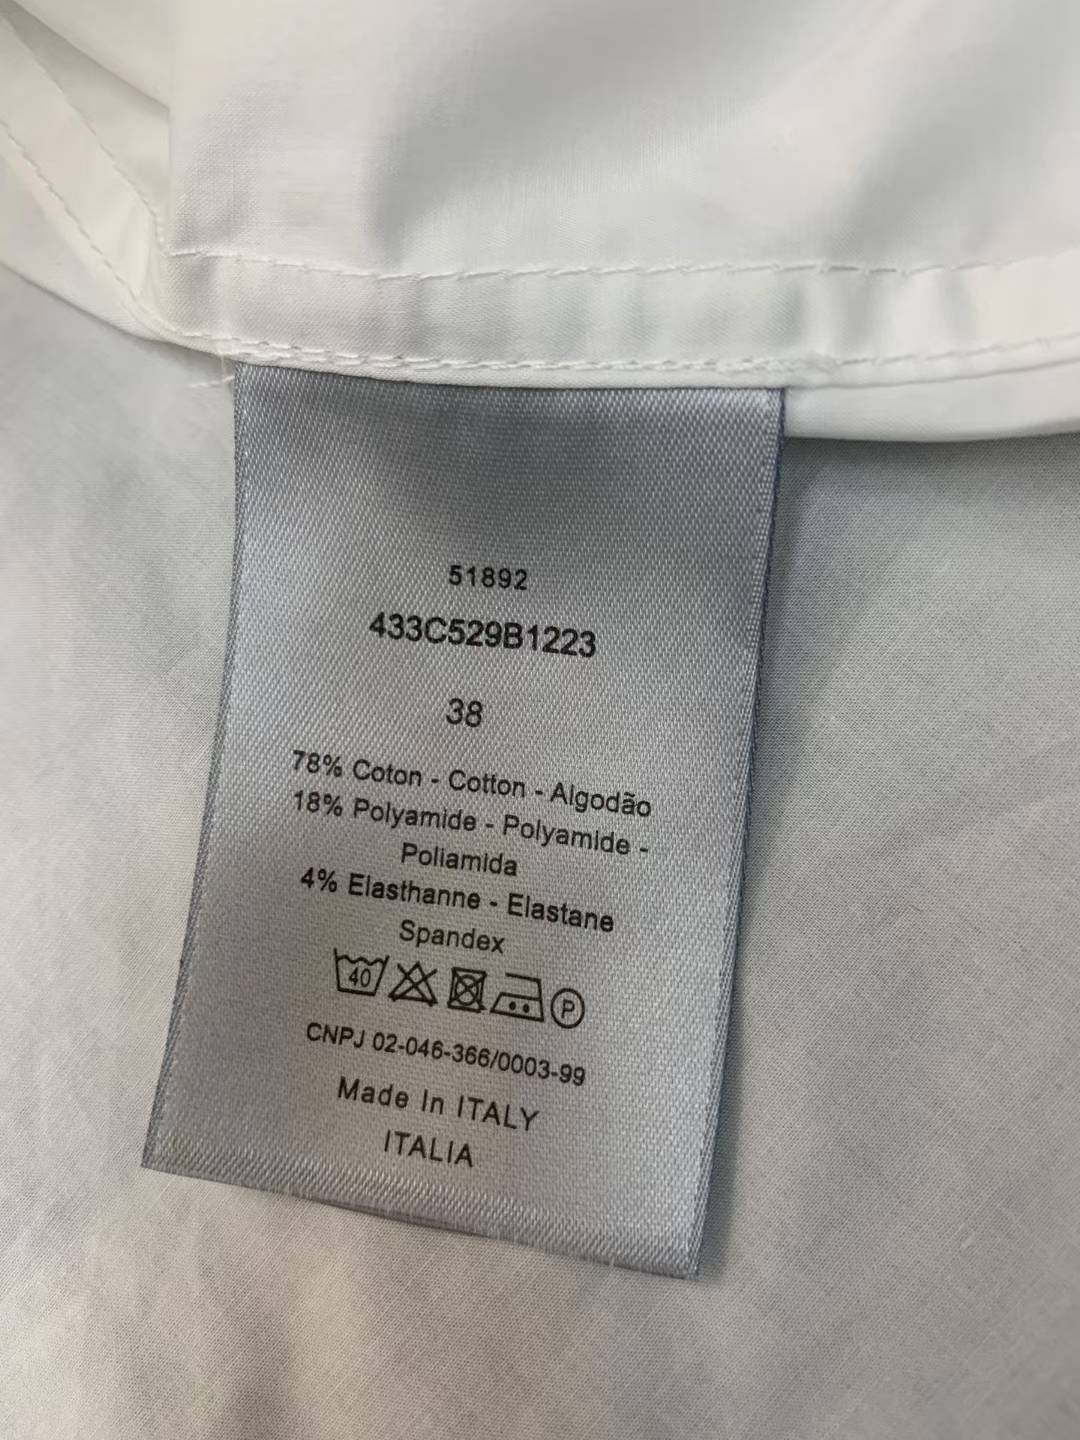 51892
433C529B1223
38
78% Coton - Cotton - Algodão
18% Polyamide - Polyamide -
Poliamida
4% Elasthanne - Elastane
Spandex
40 P
CNPJ 02-046-366/0003-99
Made In ITALY
ITALIA